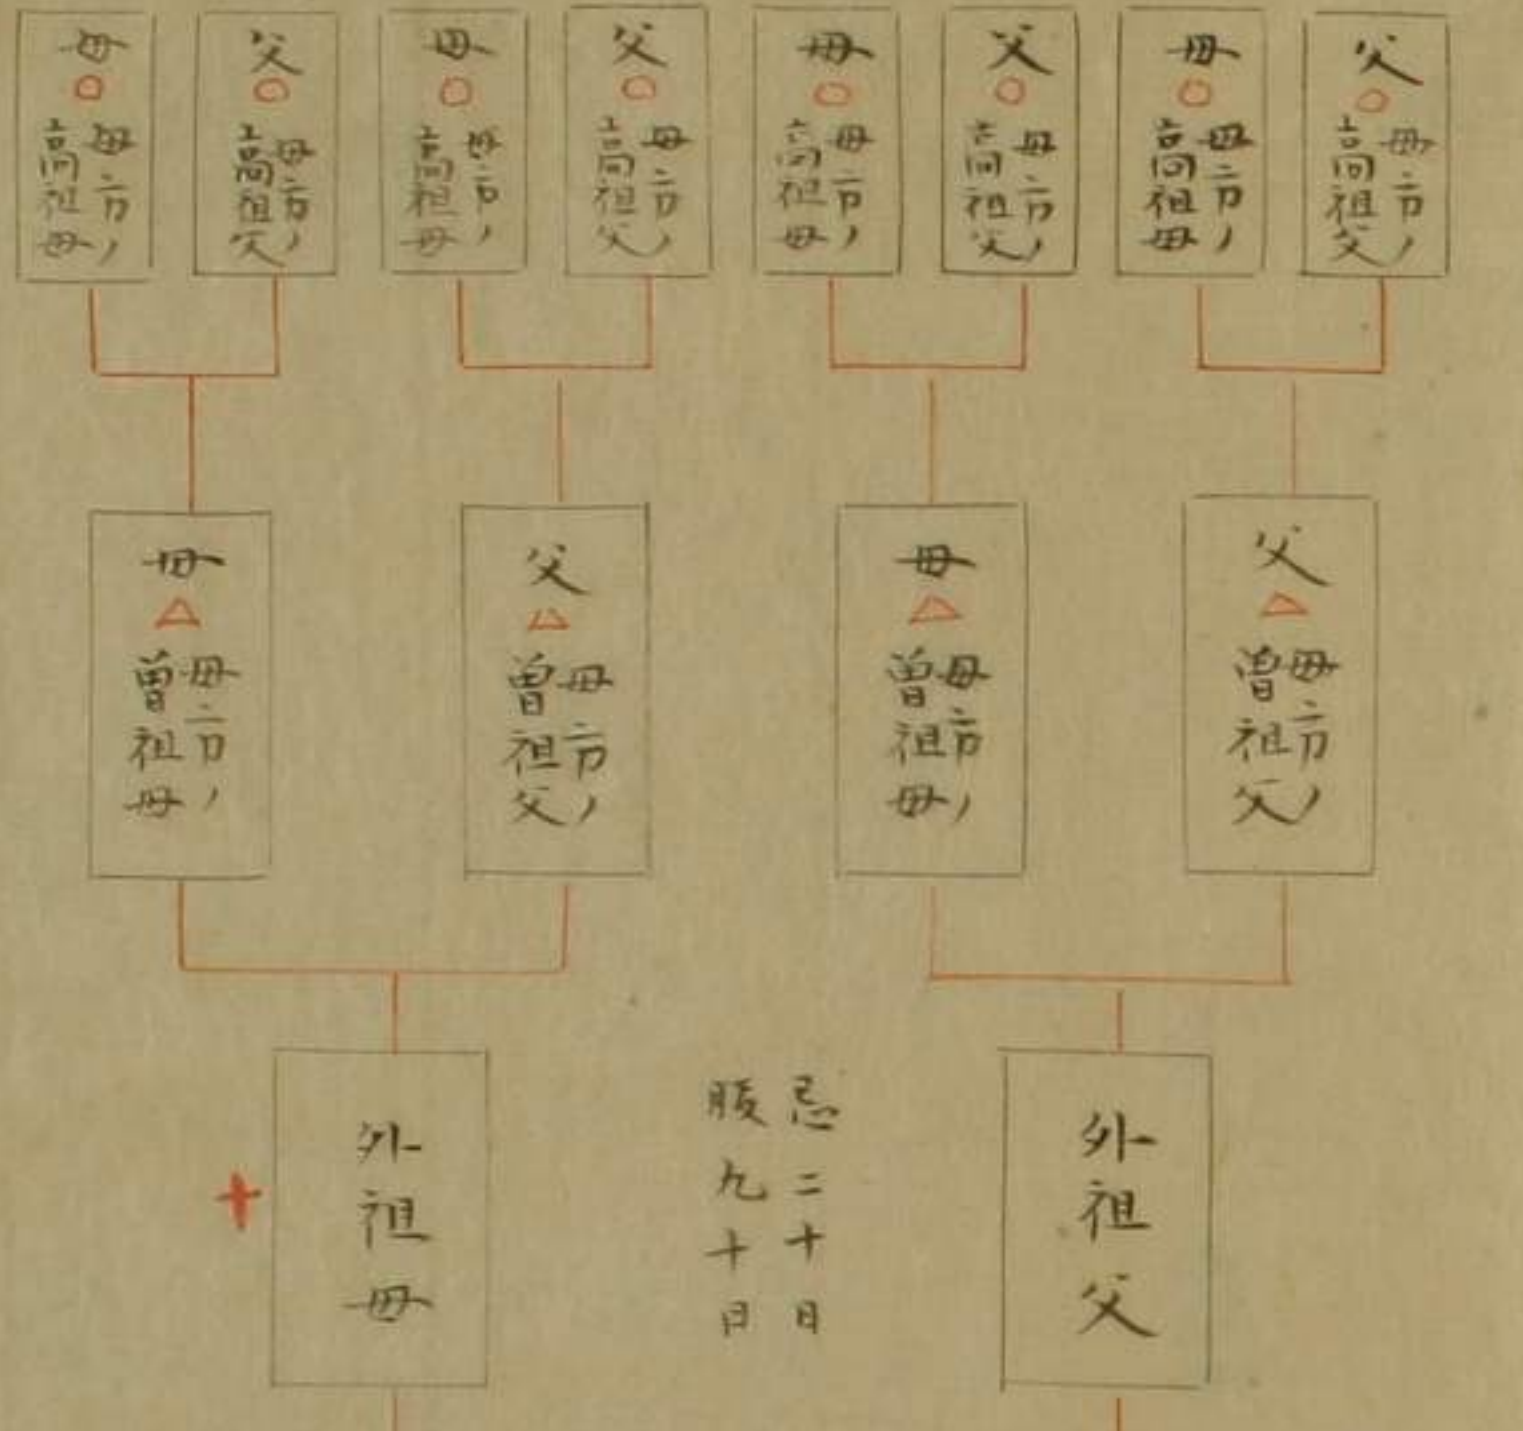 父○
母方ノ
高祖父
母○
母方ノ
高祖母
父○
母方ノ
高祖父
母○
母方ノ
高祖母
父○
母方ノ
高祖父
母○
母方ノ
高祖母
父○
母方ノ
高祖父
母○
母方ノ
高祖母
父△
母方ノ
曽祖父
母△
母方ノ
曽祖母
父△
母方ノ
曽祖父
母△
母方ノ
曽祖母
外祖父
忌二十日
服九十日
外祖母